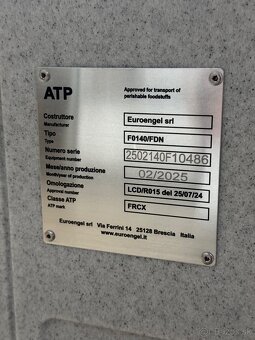 ATP
Approved for transport of
perishable foodstuffs
Costruttore
Manufacturer
Euroengel srl
Tipo
Type
F0140/FDN
Numero serie
Equipment number
2502140F10486
Mese/anno produzione
Month/year of production
02/2025
Omologazione
Approval number
LCD/R015 del 25/07/24
Classe ATP
ATP mark
FRCX
Euroengel srl Via Ferrini 14 25128 Brescia Italia
www.euroengel.it